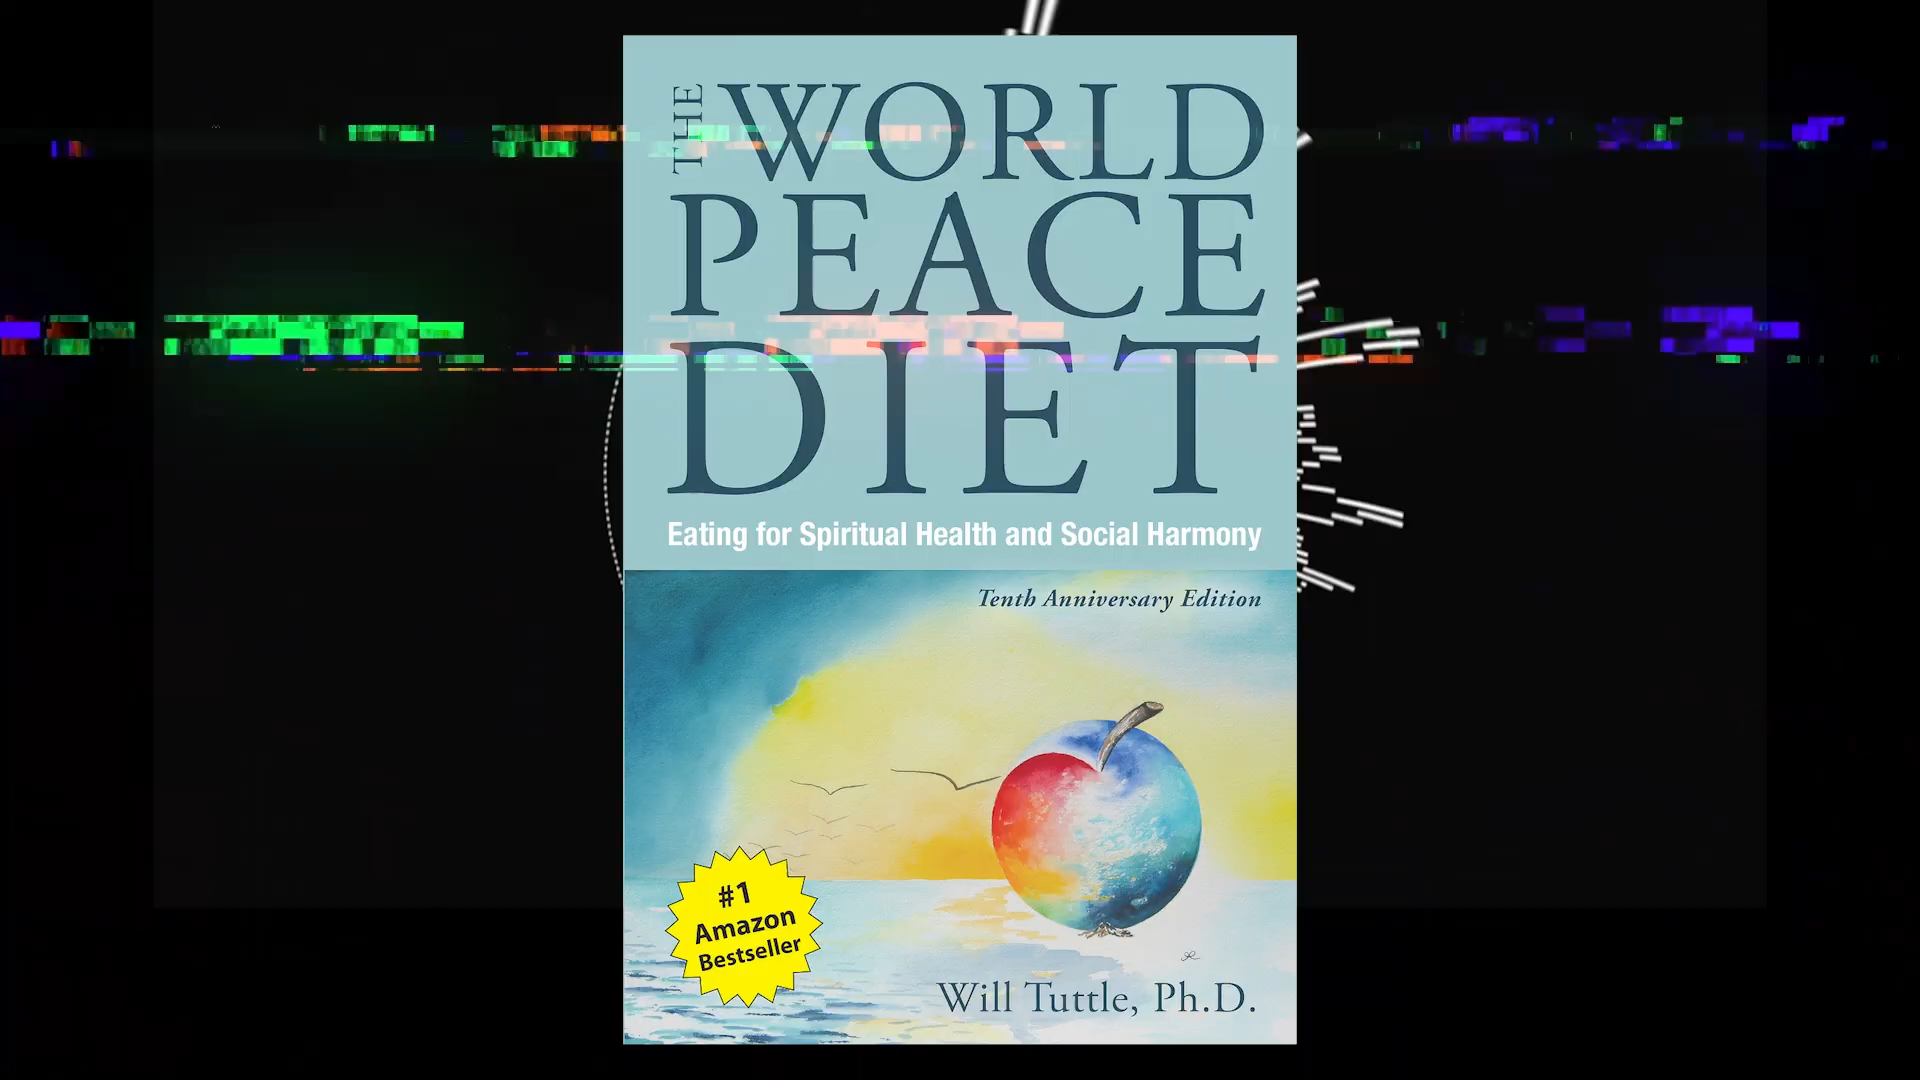 THE WORLD
PEACE
DIET
Eating for Spiritual Health and Social Harmony
Tenth Anniversary Edition
#1
Amazon
Bestseller
Will Tuttle, Ph.D.